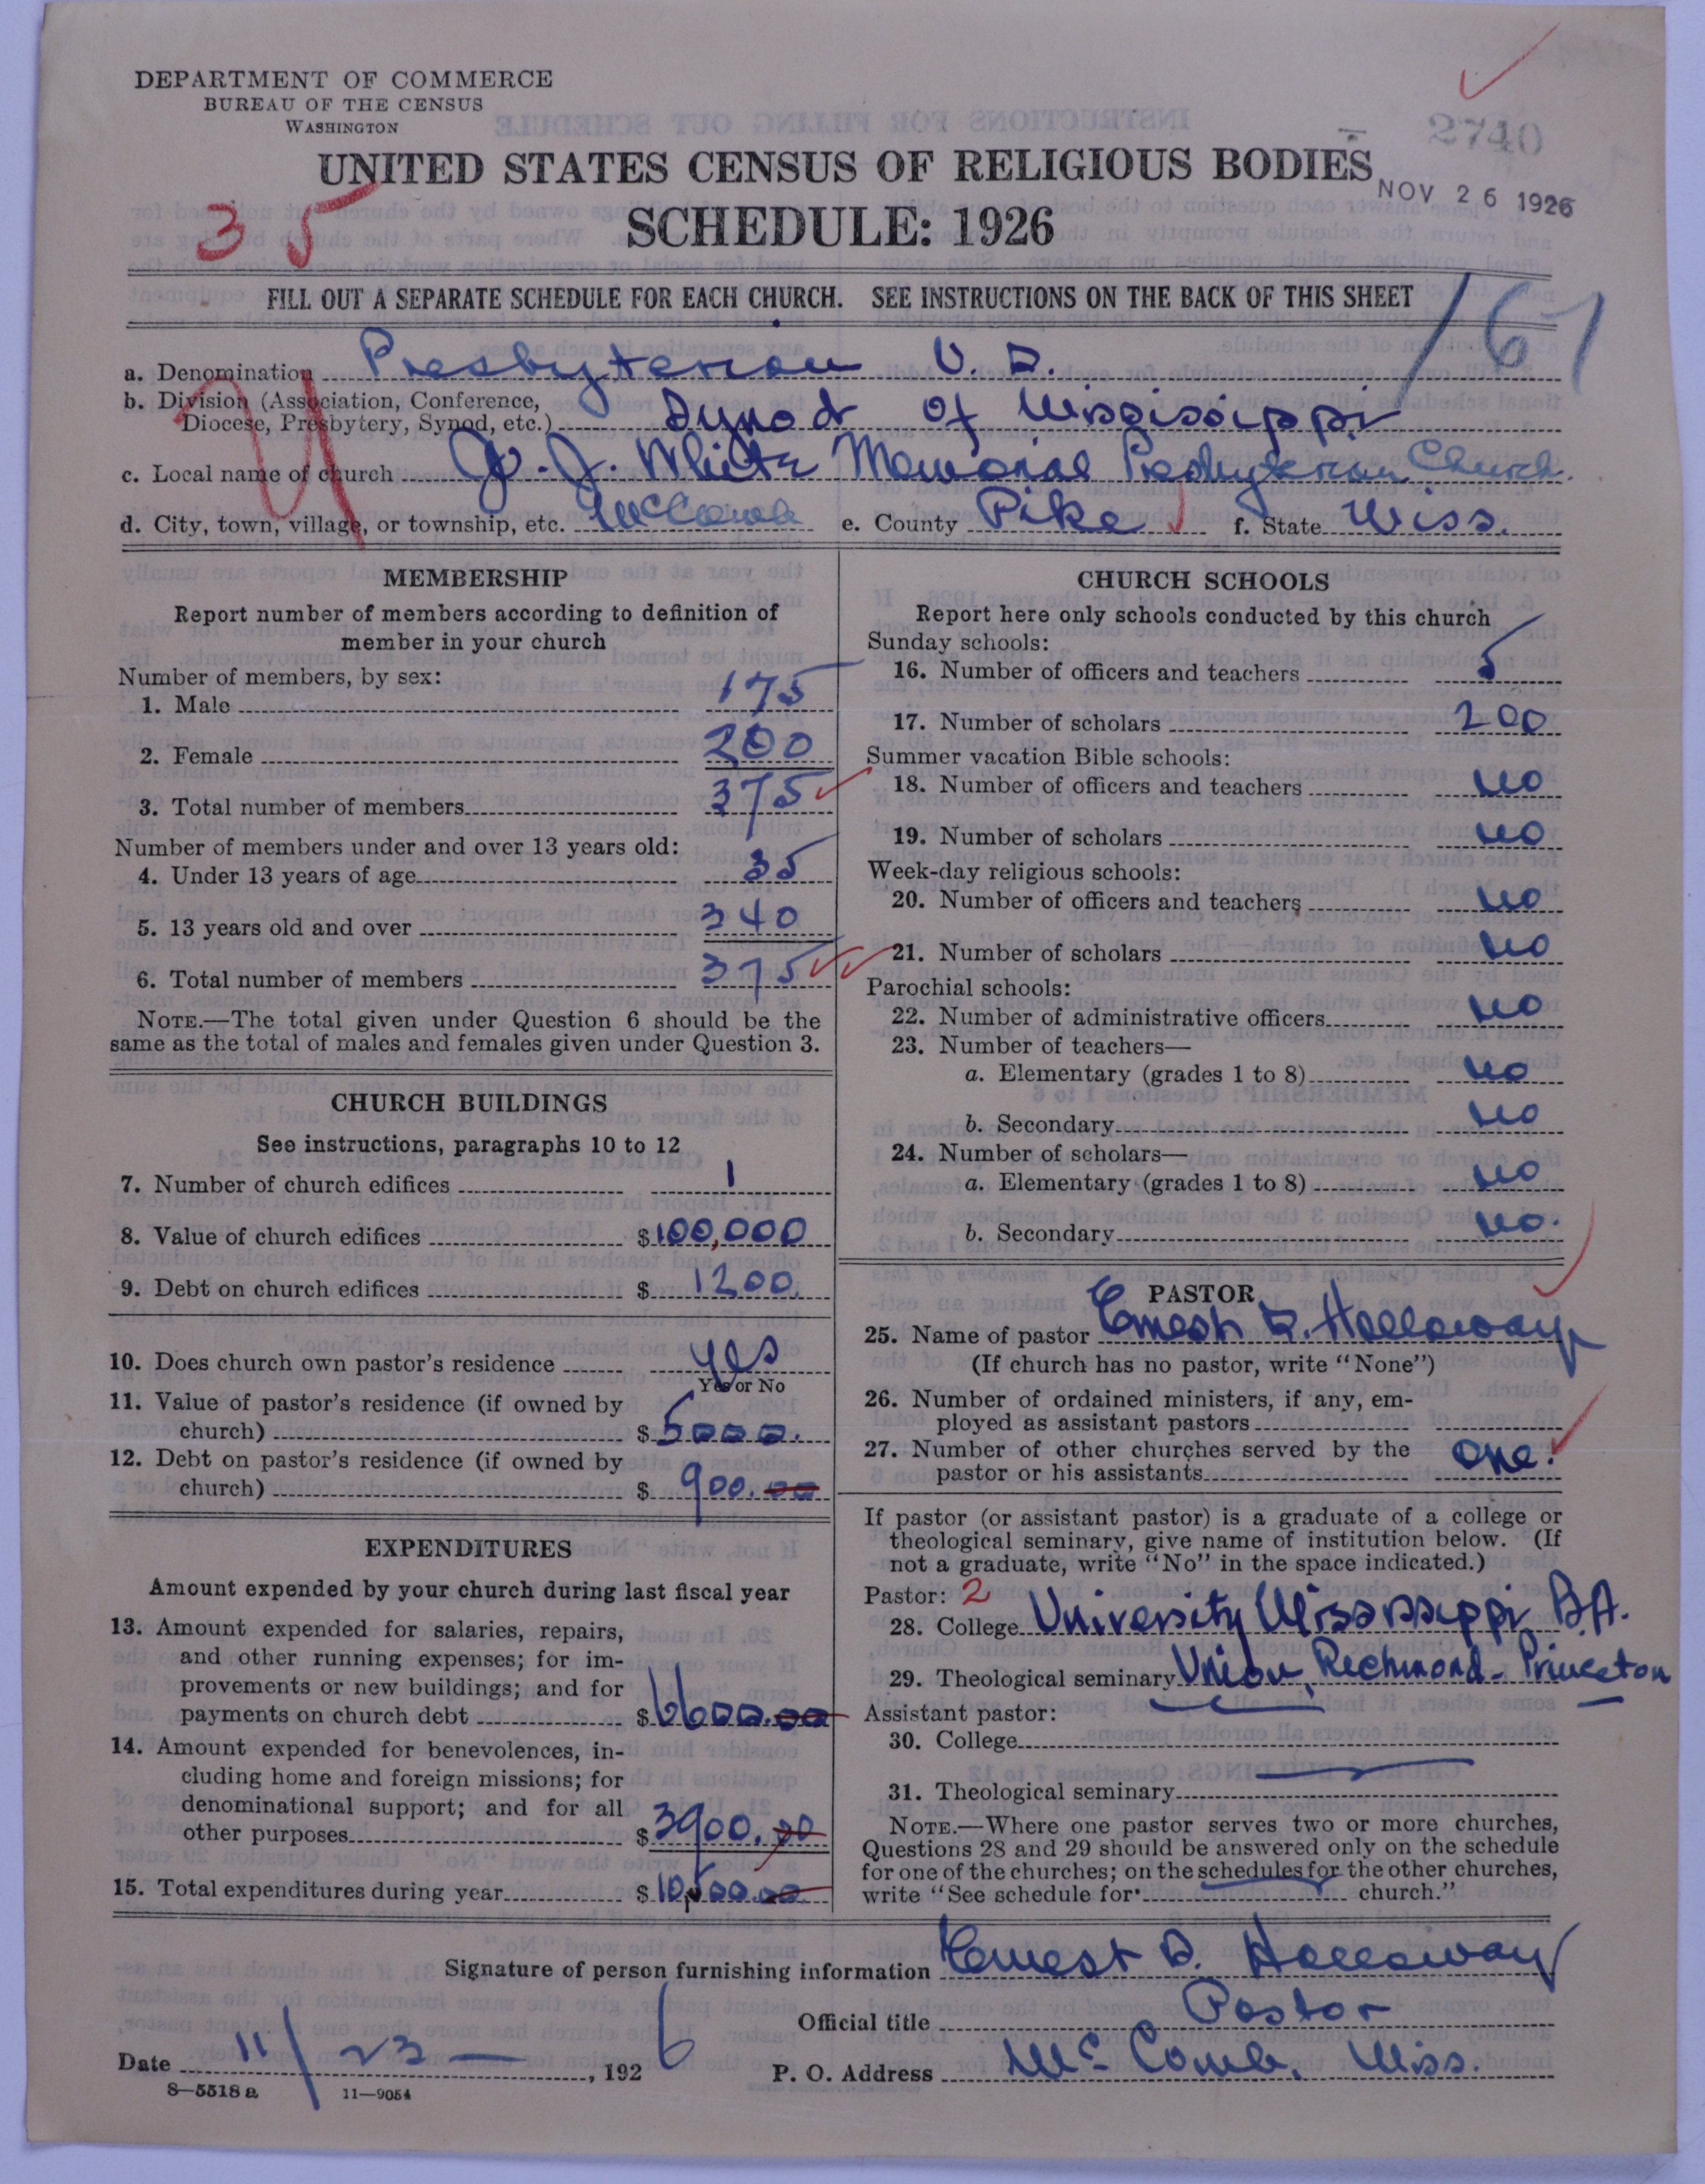 DEPARTMENT OF COMMERCE
BUREAU OF THE CENSUS
WASHINGTON
2740
UNITED STATES CENSUS OF RELIGIOUS BODIES
NOV 26 1926
35
SCHEDULE: 1926
FILL OUT A SEPARATE SCHEDULE FOR EACH CHURCH. SEE INSTRUCTIONS ON THE BACK OF THIS SHEET
167
a. Denomination Presbyterian U. S.
b. Division (Association, Conference, Diocese, Presbytery, Synod, etc.) Synod of Mississippi
c. Local name of church J. J. White Memorial Presbyterian Church
d. City, town, village, or township, etc. McComb e. County Pike f. State Miss.
MEMBERSHIP
Report number of members according to definition of
member in your church
Number of members, by sex:
1. Male 175
2. Female 200
3. Total number of members 375
Number of members under and over 13 years old:
4. Under 13 years of age 35
5. 13 years old and over 340
6. Total number of members 375
NOTE.—The total given under Question 6 should be the
same as the total of males and females given under Question 3.
CHURCH BUILDINGS
See instructions, paragraphs 10 to 12
7. Number of church edifices 1
8. Value of church edifices $100,000
9. Debt on church edifices $ 1200.
10. Does church own pastor's residence yes
Yes or No
11. Value of pastor's residence (if owned by
church) $ 5000.
12. Debt on pastor's residence (if owned by
church) $ 900.00
EXPENDITURES
Amount expended by your church during last fiscal year
13. Amount expended for salaries, repairs,
and other running expenses; for im-
provements or new buildings; and for
payments on church debt $ 6600.00
14. Amount expended for benevolences, in-
cluding home and foreign missions; for
denominational support; and for all
other purposes $ 3900.00
15. Total expenditures during year $ 10,500.00
CHURCH SCHOOLS
Report here only schools conducted by this church
Sunday schools:
16. Number of officers and teachers 5
17. Number of scholars 200
Summer vacation Bible schools:
18. Number of officers and teachers no
19. Number of scholars no
Week-day religious schools:
20. Number of officers and teachers no
21. Number of scholars no
Parochial schools:
22. Number of administrative officers no
23. Number of teachers—
a. Elementary (grades 1 to 8) no
b. Secondary no
24. Number of scholars—
a. Elementary (grades 1 to 8) no
b. Secondary no.
PASTOR
25. Name of pastor Ernest D. Holloway
(If church has no pastor, write "None")
26. Number of ordained ministers, if any, em-
ployed as assistant pastors
27. Number of other churches served by the
pastor or his assistants one.
If pastor (or assistant pastor) is a graduate of a college or
theological seminary, give name of institution below. (If
not a graduate, write "No" in the space indicated.)
Pastor: 2
28. College University Mississippi B.A.
29. Theological seminary Union, Richmond - Princeton
Assistant pastor:
30. College
31. Theological seminary
NOTE.—Where one pastor serves two or more churches,
Questions 28 and 29 should be answered only on the schedule
for one of the churches; on the schedules for the other churches,
write "See schedule for church."
Signature of person furnishing information Ernest D. Holloway
Official title Pastor
Date 11/23 , 1926 P. O. Address McComb, Miss.
8—5518 a 11—9054